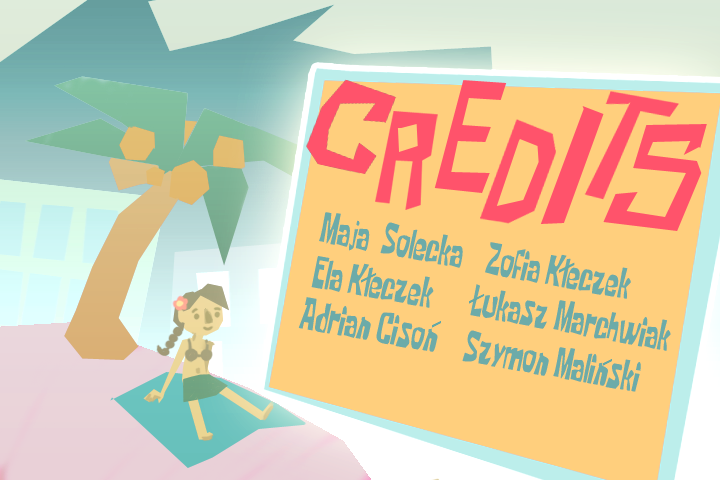 CREDITS
Maja Solecka
Ela Kłeczek
Adrian Cisoń
Zofia Kłeczek
Łukasz Marchwiak
Szymon Maliński